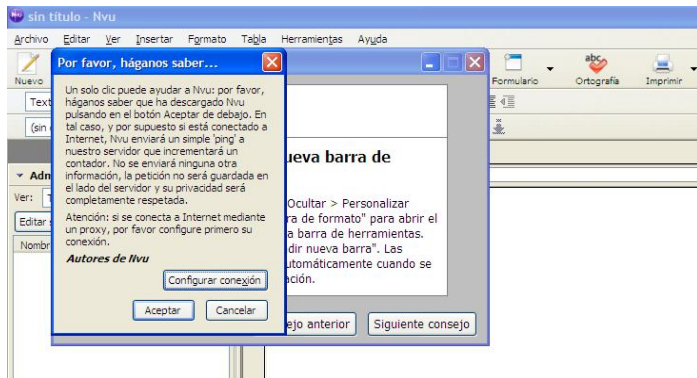 sin título - Nvu
Archivo Editar Ver Insertar Formato Tabla Herramientas Ayuda
Nuevo
Formulario Ortografía Imprimir
Por favor, háganos saber...
Un solo clic puede ayudar a Nvu: por favor,
háganos saber que ha descargado Nvu
pulsando en el botón Aceptar de debajo. En
tal caso, y por supuesto si está conectado a
Internet, Nvu enviará un simple 'ping' a
nuestro servidor que incrementará un
contador. No se enviará ninguna otra
información, la petición no será guardada en
el lado del servidor y su privacidad será
completamente respetada.
Atención: si se conecta a Internet mediante
un proxy, por favor configure primero su
conexión.
Autores de Nvu
Configurar conexión
Aceptar Cancelar
Text
(sin
Adn
Ver:
Editar
Nombr
ueva barra de
Ocultar > Personalizar
ra de formato" para abrir el
a barra de herramientas.
dir nueva barra". Las
utomáticamente cuando se
ación.
ejo anterior Siguiente consejo